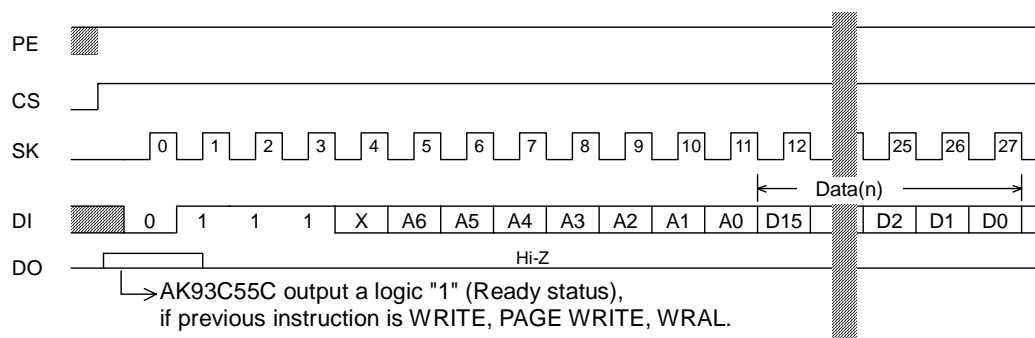 PE
CS
SK 0 1 2 3 4 5 6 7 8 9 10 11 12 25 26 27
Data(n)
DI 0 1 1 1 X A6 A5 A4 A3 A2 A1 A0 D15 D2 D1 D0
Hi-Z
DO
AK93C55C output a logic "1" (Ready status),
if previous instruction is WRITE, PAGE WRITE, WRAL.